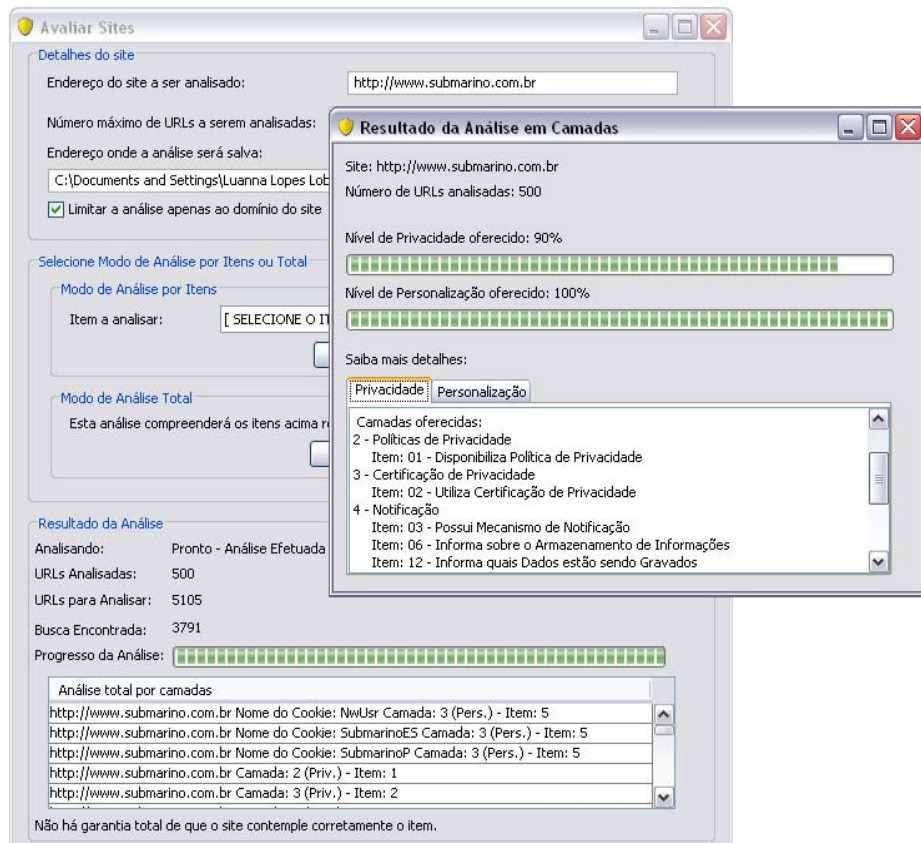 Avaliar Sites
Detalhes do site
Endereço do site a ser analisado:
http://www.submarino.com.br
Número máximo de URLs a serem analisadas:
Endereço onde a análise será salva:
C:\Documents and Settings\Luanna Lopes Lob
Limitar a análise apenas ao domínio do site
Selecione Modo de Análise por Itens ou Total
Modo de Análise por Itens
Item a analisar:
[ SELECIONE O IT
Modo de Análise Total
Esta análise compreenderá os itens acima
Resultado da Análise
Analisando: Pronto - Análise Efetuada
URLs Analisadas: 500
URLs para Analisar: 5105
Busca Encontrada: 3791
Progresso da Análise:
Análise total por camadas
http://www.submarino.com.br Nome do Cookie: NwUsr Camada: 3 (Pers.) - Item: 5
http://www.submarino.com.br Nome do Cookie: SubmarinoES Camada: 3 (Pers.) - Item: 5
http://www.submarino.com.br Nome do Cookie: SubmarinoP Camada: 3 (Pers.) - Item: 5
http://www.submarino.com.br Camada: 2 (Priv.) - Item: 1
http://www.submarino.com.br Camada: 3 (Priv.) - Item: 2
Não há garantia total de que o site contemple corretamente o item.
Resultado da Análise em Camadas
Site: http://www.submarino.com.br
Número de URLs analisadas: 500
Nível de Privacidade oferecido: 90%
Nível de Personalização oferecido: 100%
Saiba mais detalhes:
Privacidade Personalização
Camadas oferecidas:
2 - Políticas de Privacidade
Item: 01 - Disponibiliza Política de Privacidade
3 - Certificação de Privacidade
Item: 02 - Utiliza Certificação de Privacidade
4 - Notificação
Item: 03 - Possui Mecanismo de Notificação
Item: 06 - Informa sobre o Armazenamento de Informações
Item: 12 - Informa quais Dados estão sendo Gravados